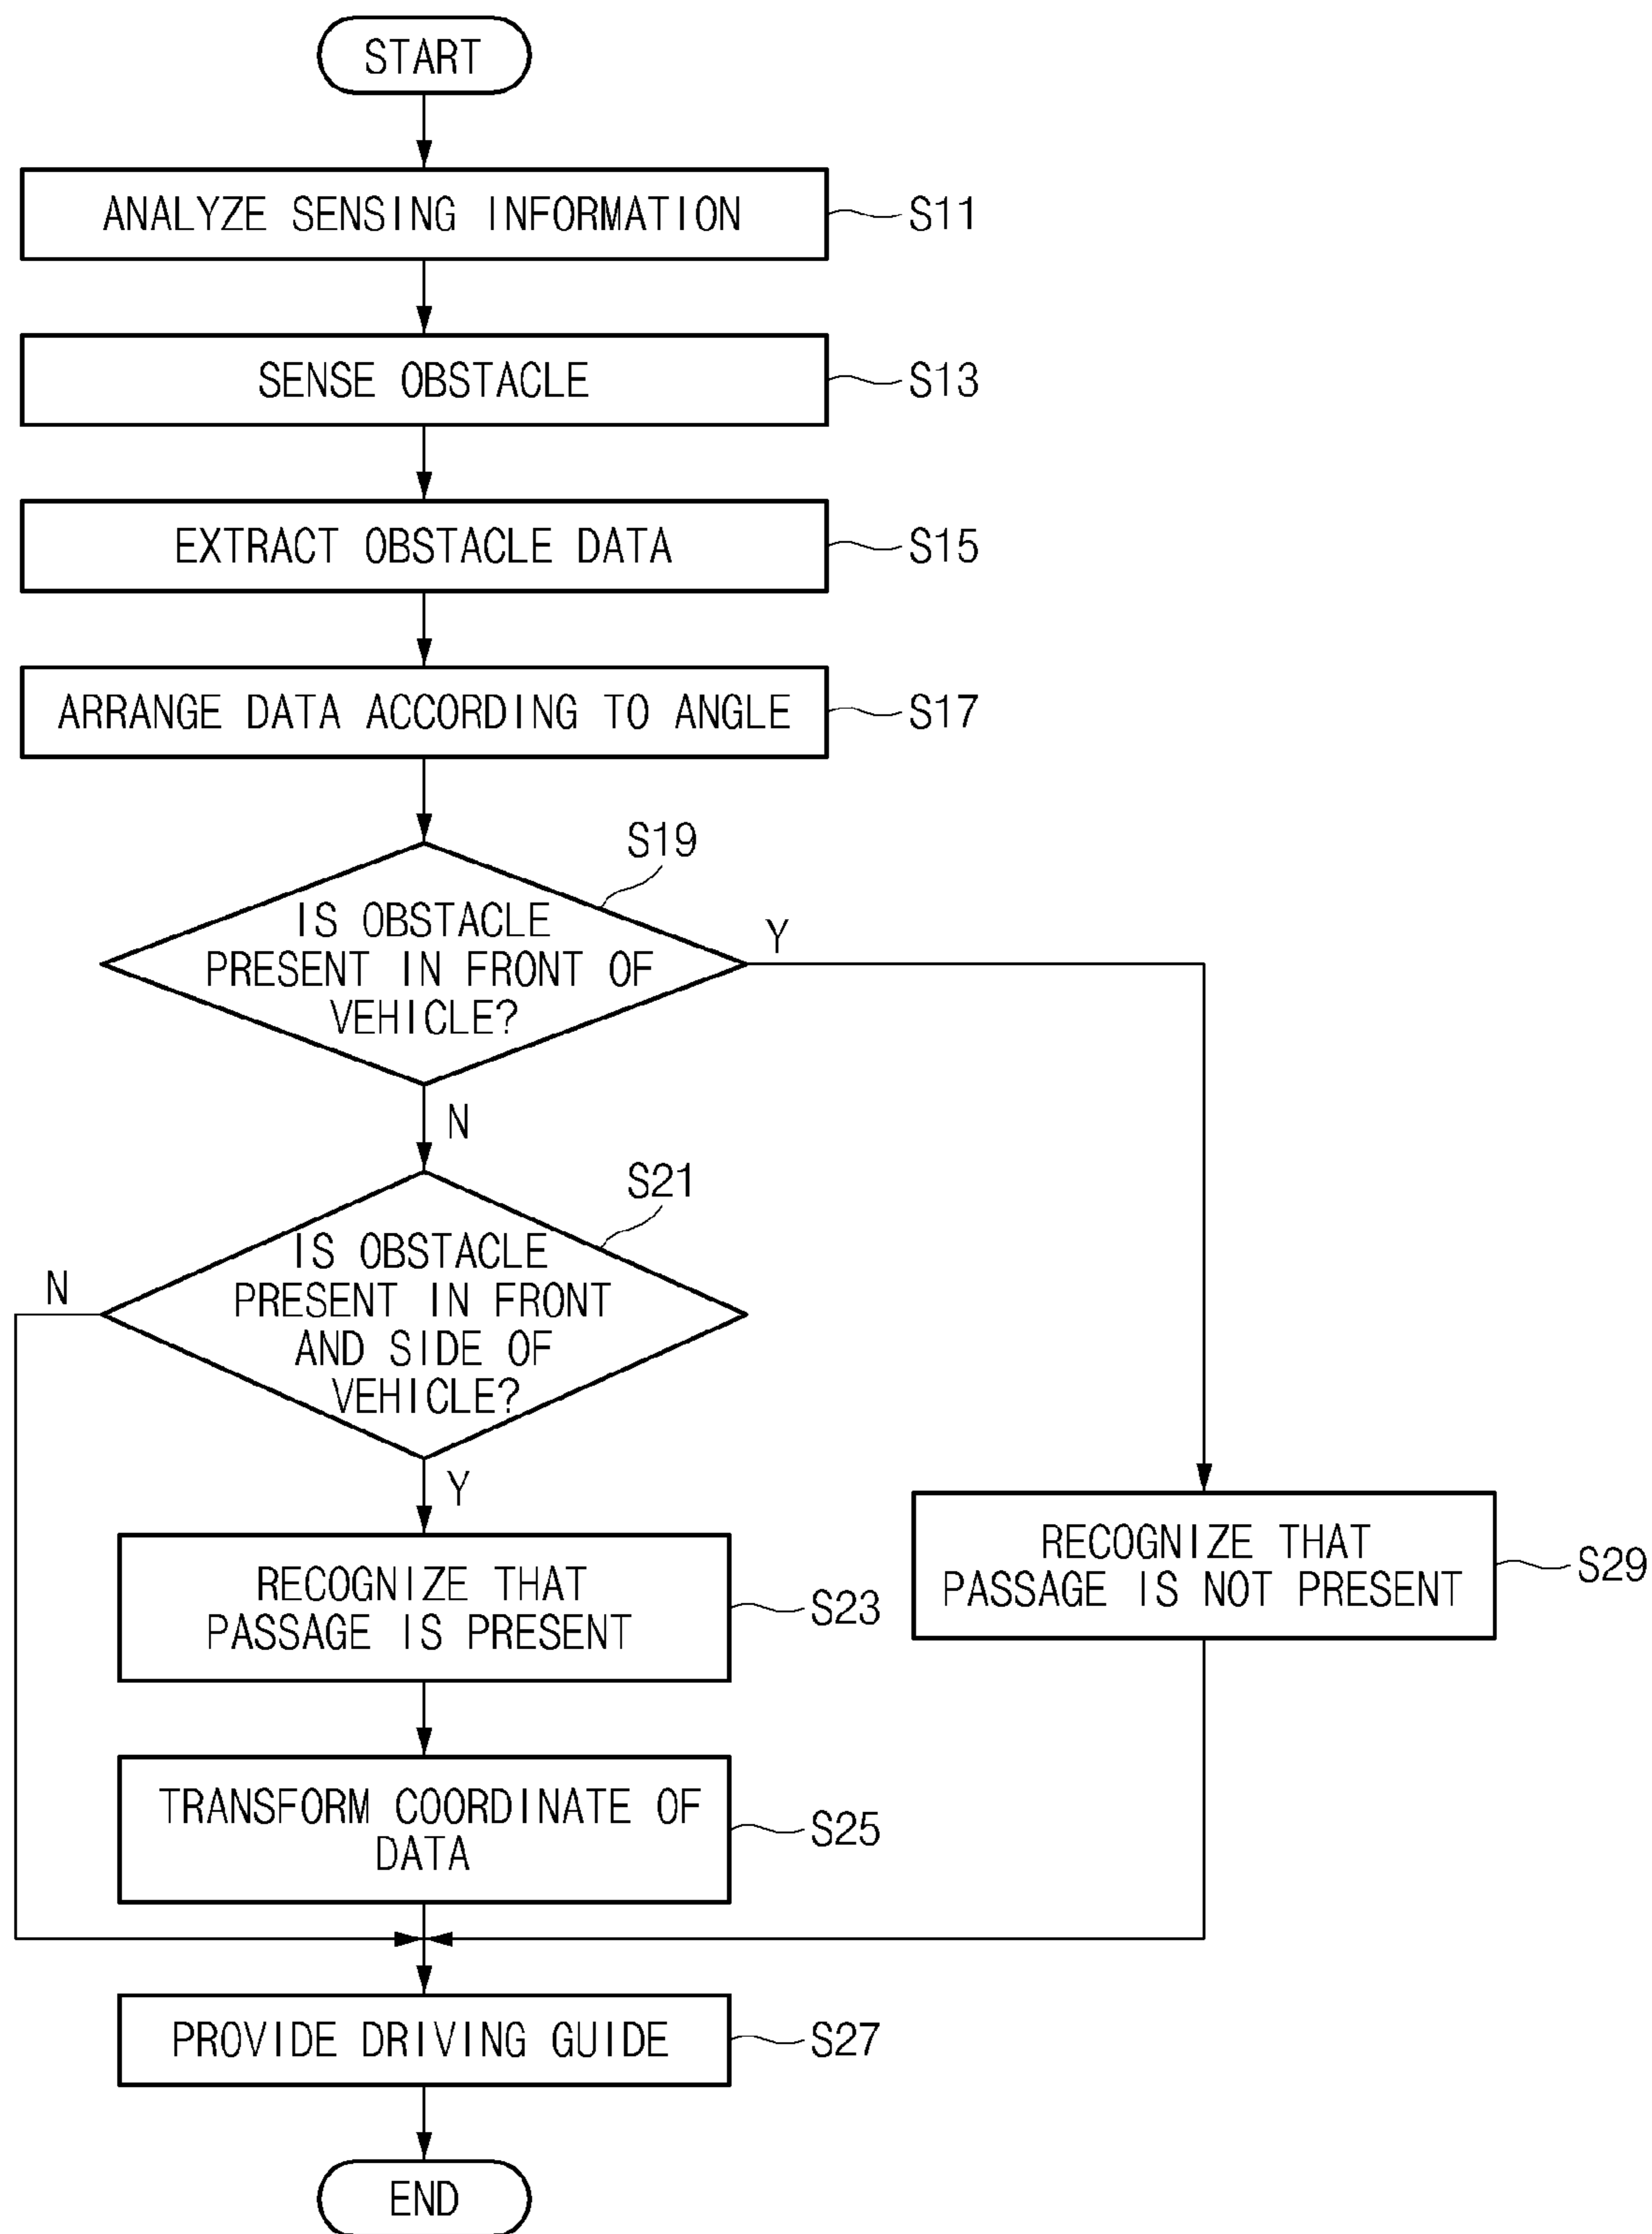 START
ANALYZE SENSING INFORMATION
S11
SENSE OBSTACLE
S13
EXTRACT OBSTACLE DATA
S15
ARRANGE DATA ACCORDING TO ANGLE
S17
S19
IS OBSTACLE
PRESENT IN FRONT OF
VEHICLE?
Y
N
S21
IS OBSTACLE
PRESENT IN FRONT
AND SIDE OF
VEHICLE?
N
Y
RECOGNIZE THAT
PASSAGE IS PRESENT
S23
RECOGNIZE THAT
PASSAGE IS NOT PRESENT
S29
TRANSFORM COORDINATE OF
DATA
S25
PROVIDE DRIVING GUIDE
S27
END